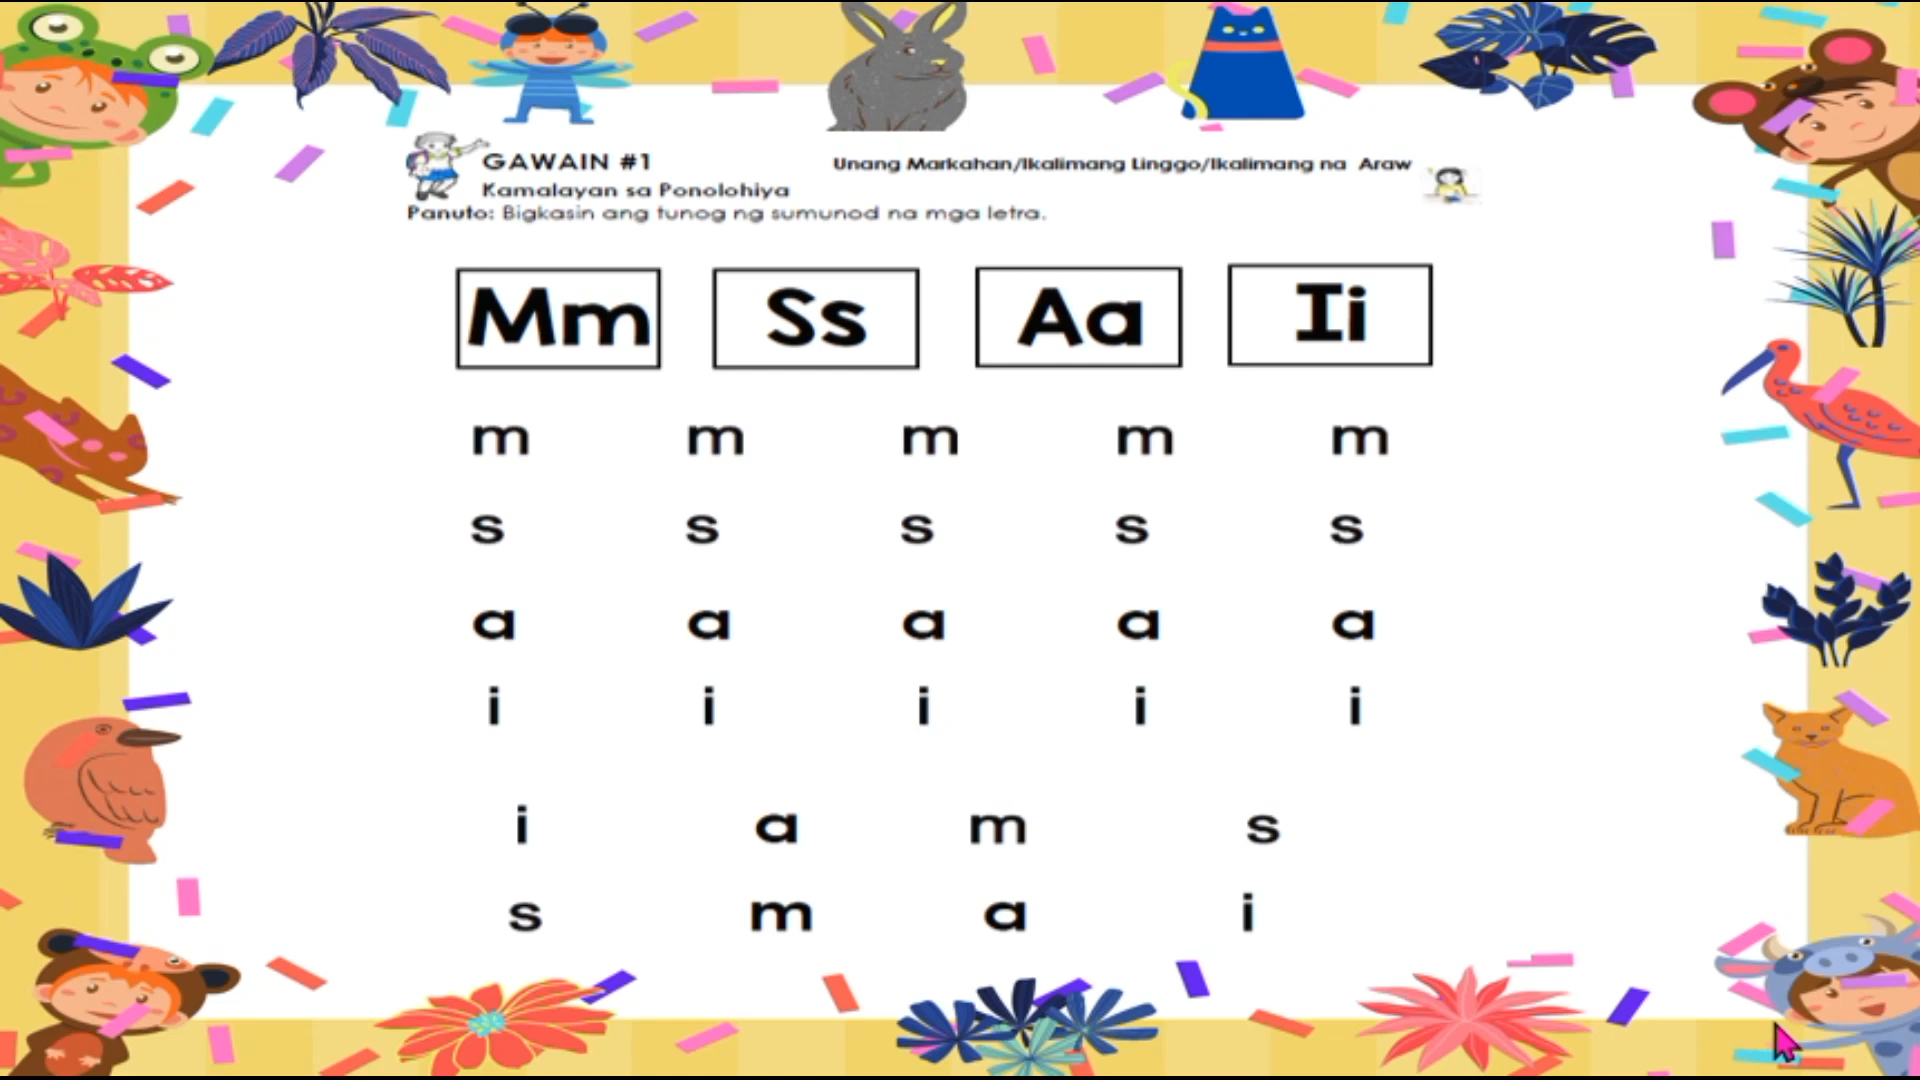 GAWAIN #1 Unang Markahan/Ikalimang Linggo/Ikalimang na Araw
Kamalayan sa Ponolohiya
Panuto: Bigkasin ang tunog ng sumunod na mga letra.
Mm Ss Aa Ii
m m m m m
s s s s s
a a a a a
i i i i i
i a m s
s m a i